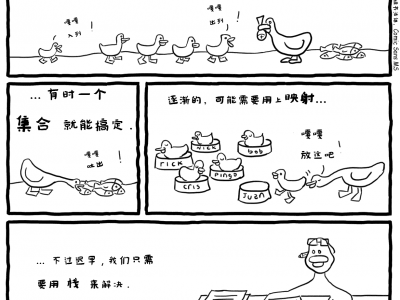 嘎嘎
入列
!
嘎嘎
出列
!
Comic Sans MS
... 有时一个
集合 就能搞定.
嘎嘎
吐出
!
逐渐的, 可能需要用上映射...
rick
nick
bob
cris
pingo
juan
嘎嘎
放这吧
!
... 不过迟早, 我们只需
要用 栈 来解决.